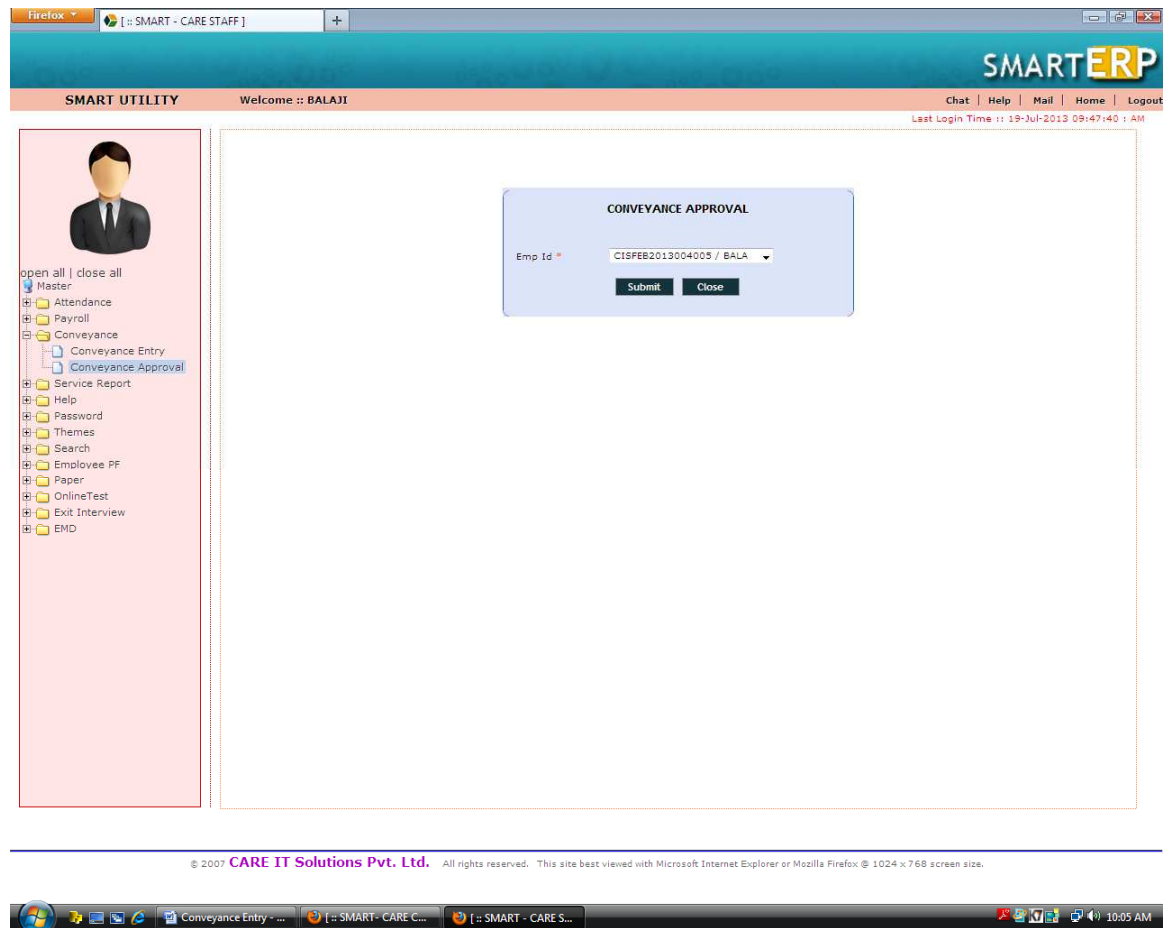 Firefox
[ :: SMART - CARE STAFF ]
+
SMARTERP
SMART UTILITY
Welcome :: BALAJI
Chat | Help | Mail | Home | Logout
Last Login Time :: 19-Jul-2013 09:47:40 : AM
CONVEYANCE APPROVAL
Emp Id *
CISFEB2013004005 / BALA
Submit
Close
open all | close all
Master
Attendance
Payroll
Conveyance
Conveyance Entry
Conveyance Approval
Service Report
Help
Password
Themes
Search
Employee PF
Paper
OnlineTest
Exit Interview
EMD
© 2007 CARE IT Solutions Pvt. Ltd. All rights reserved. This site best viewed with Microsoft Internet Explorer or Mozilla Firefox @ 1024 x 768 screen size.
Conveyance Entry - ...
[ :: SMART- CARE C...
[ :: SMART - CARE S...
10:05 AM